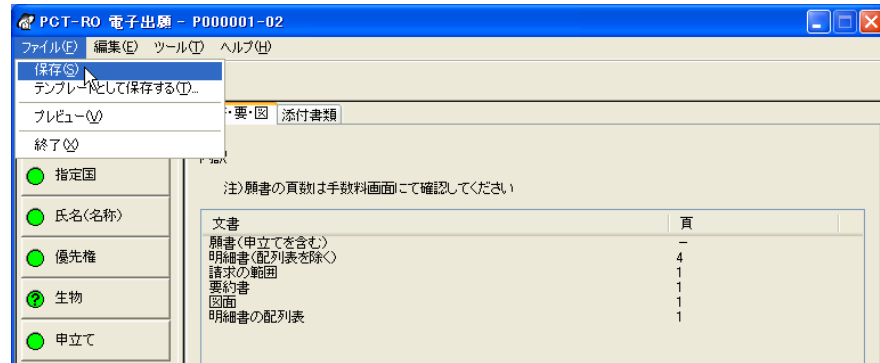 PCT-RO 電子出願 - P000001-02
ファイル(F) 編集(E) ツール(T) ヘルプ(H)
保存(S)
テンプレートとして保存する(T)...
プレビュー(V)
終了(X)
・要・図 添付書類
指定国
注)願書の頁数は手数料画面にて確認してください
氏名(名称)
文書 頁
願書(申立てを含む) -
明細書(配列表を除く) 4
請求の範囲 1
要約書 1
図面 1
明細書の配列表 1
優先権
生物
申立て